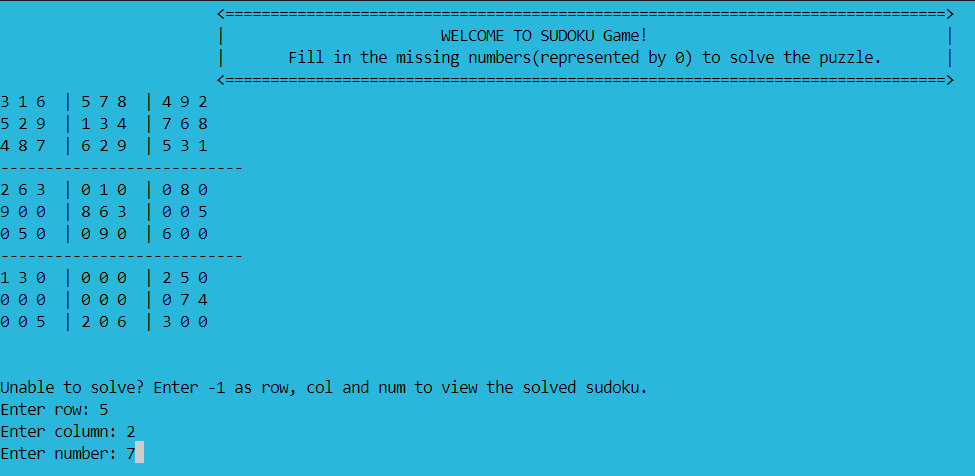 <================================================================================>
|                        WELCOME TO SUDOKU Game!                                 |
|       Fill in the missing numbers(represented by 0) to solve the puzzle.       |
<================================================================================>
3 1 6  | 5 7 8  | 4 9 2
5 2 9  | 1 3 4  | 7 6 8
4 8 7  | 6 2 9  | 5 3 1
---------------------------
2 6 3  | 0 1 0  | 0 8 0
9 0 0  | 8 6 3  | 0 0 5
0 5 0  | 0 9 0  | 6 0 0
---------------------------
1 3 0  | 0 0 0  | 2 5 0
0 0 0  | 0 0 0  | 0 7 4
0 0 5  | 2 0 6  | 3 0 0
Unable to solve? Enter -1 as row, col and num to view the solved sudoku.
Enter row: 5
Enter column: 2
Enter number: 7